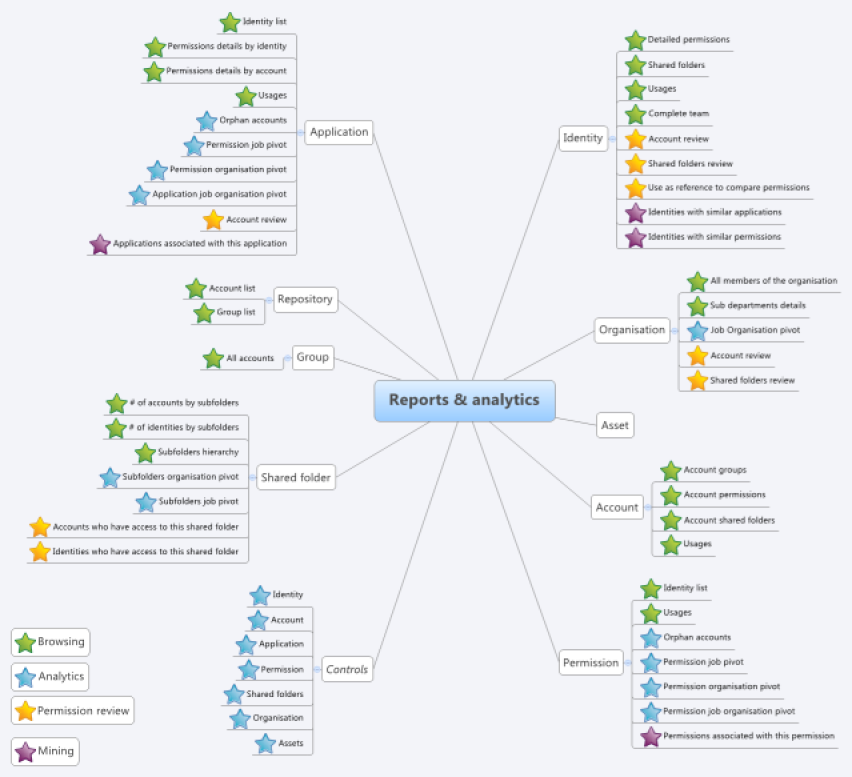 Identity list
Permissions details by identity
Permissions details by account
Usages
Orphan accounts
Permission job pivot
Permission organisation pivot
Application job organisation pivot
Account review
Applications associated with this application
Application
Account list
Group list
Repository
All accounts
Group
# of accounts by subfolders
# of identities by subfolders
Subfolders hierarchy
Subfolders organisation pivot
Subfolders job pivot
Accounts who have access to this shared folder
Identities who have access to this shared folder
Shared folder
Identity
Account
Application
Permission
Shared folders
Organisation
Assets
Controls
Reports & analytics
Identity
Detailed permissions
Shared folders
Usages
Complete team
Account review
Shared folders review
Use as reference to compare permissions
Identities with similar applications
Identities with similar permissions
Organisation
All members of the organisation
Sub departments details
Job Organisation pivot
Account review
Shared folders review
Asset
Account
Account groups
Account permissions
Account shared folders
Usages
Permission
Identity list
Usages
Orphan accounts
Permission job pivot
Permission organisation pivot
Permission job organisation pivot
Permissions associated with this permission
Browsing
Analytics
Permission review
Mining